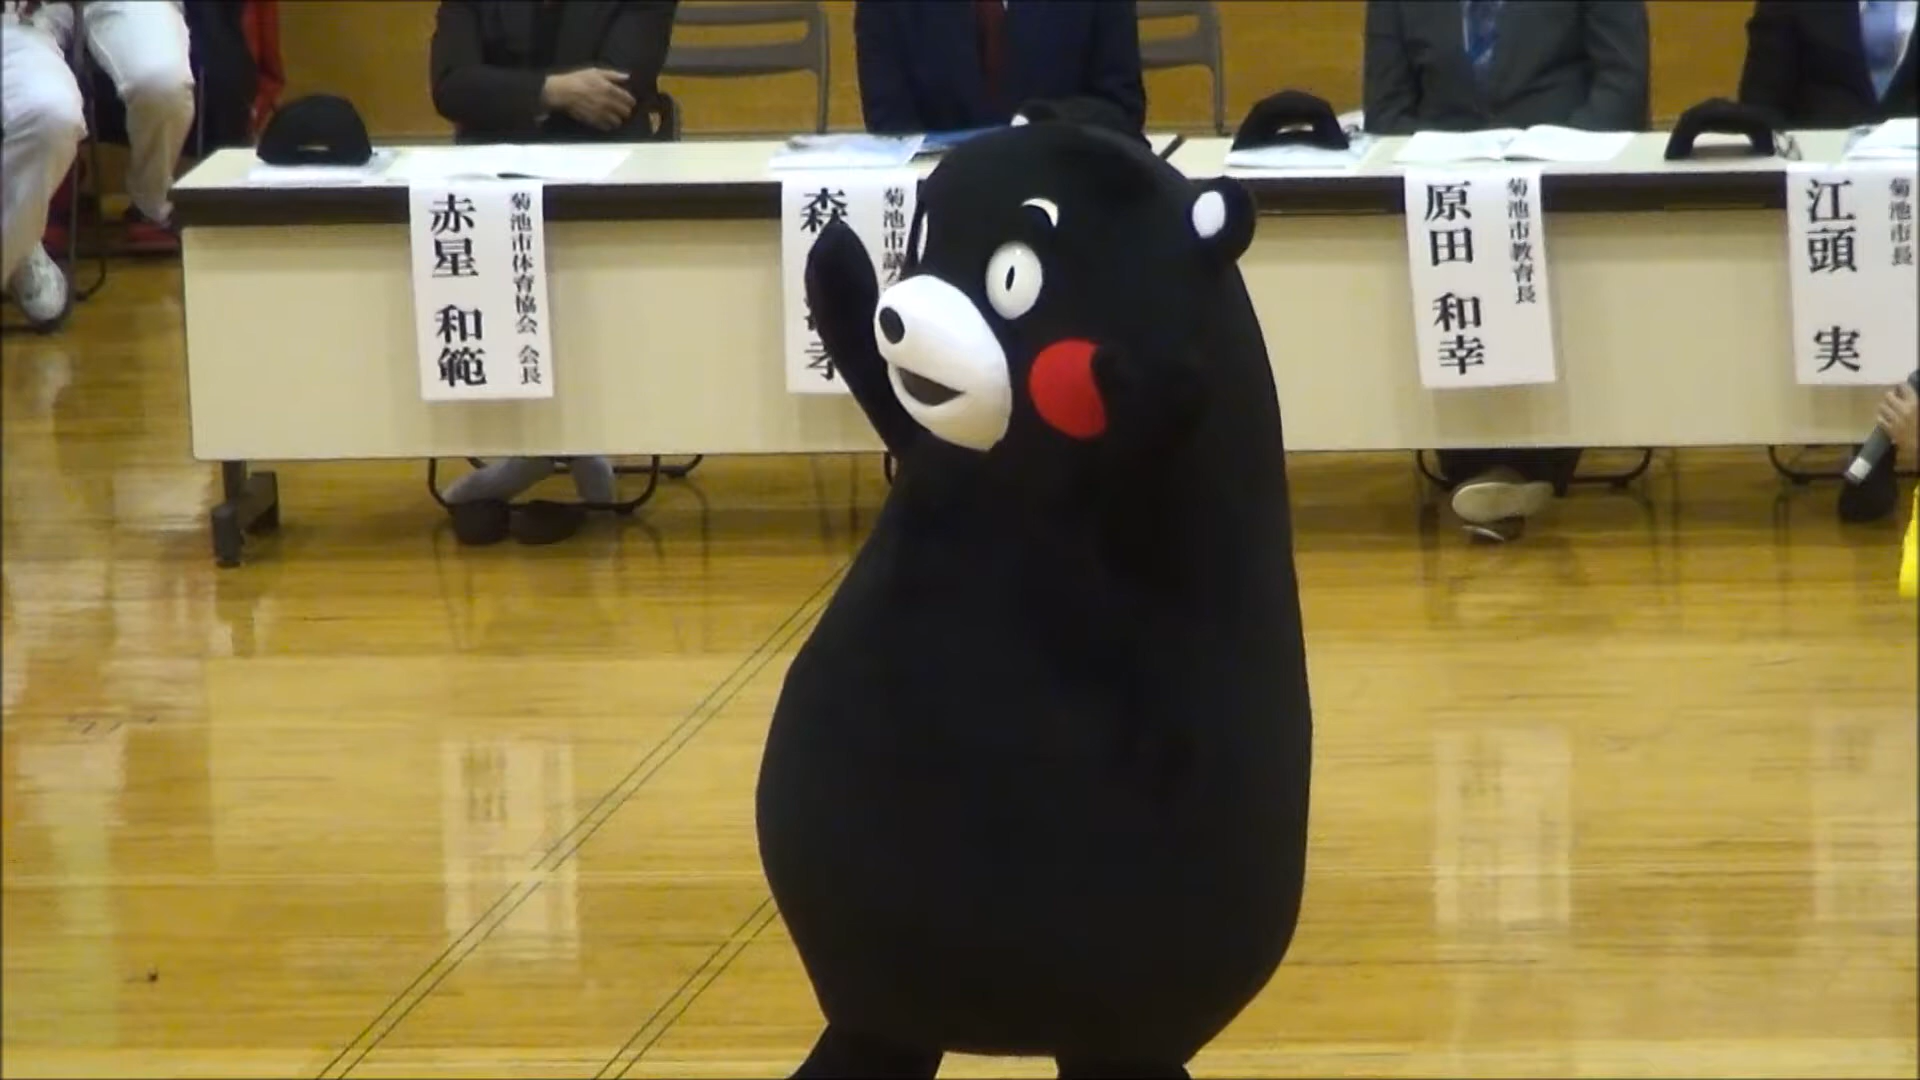 菊池市体育協会 会長
赤星 和範
菊池市議
森 孝
菊池市教育長
原田 和幸
菊池市長
江頭 実